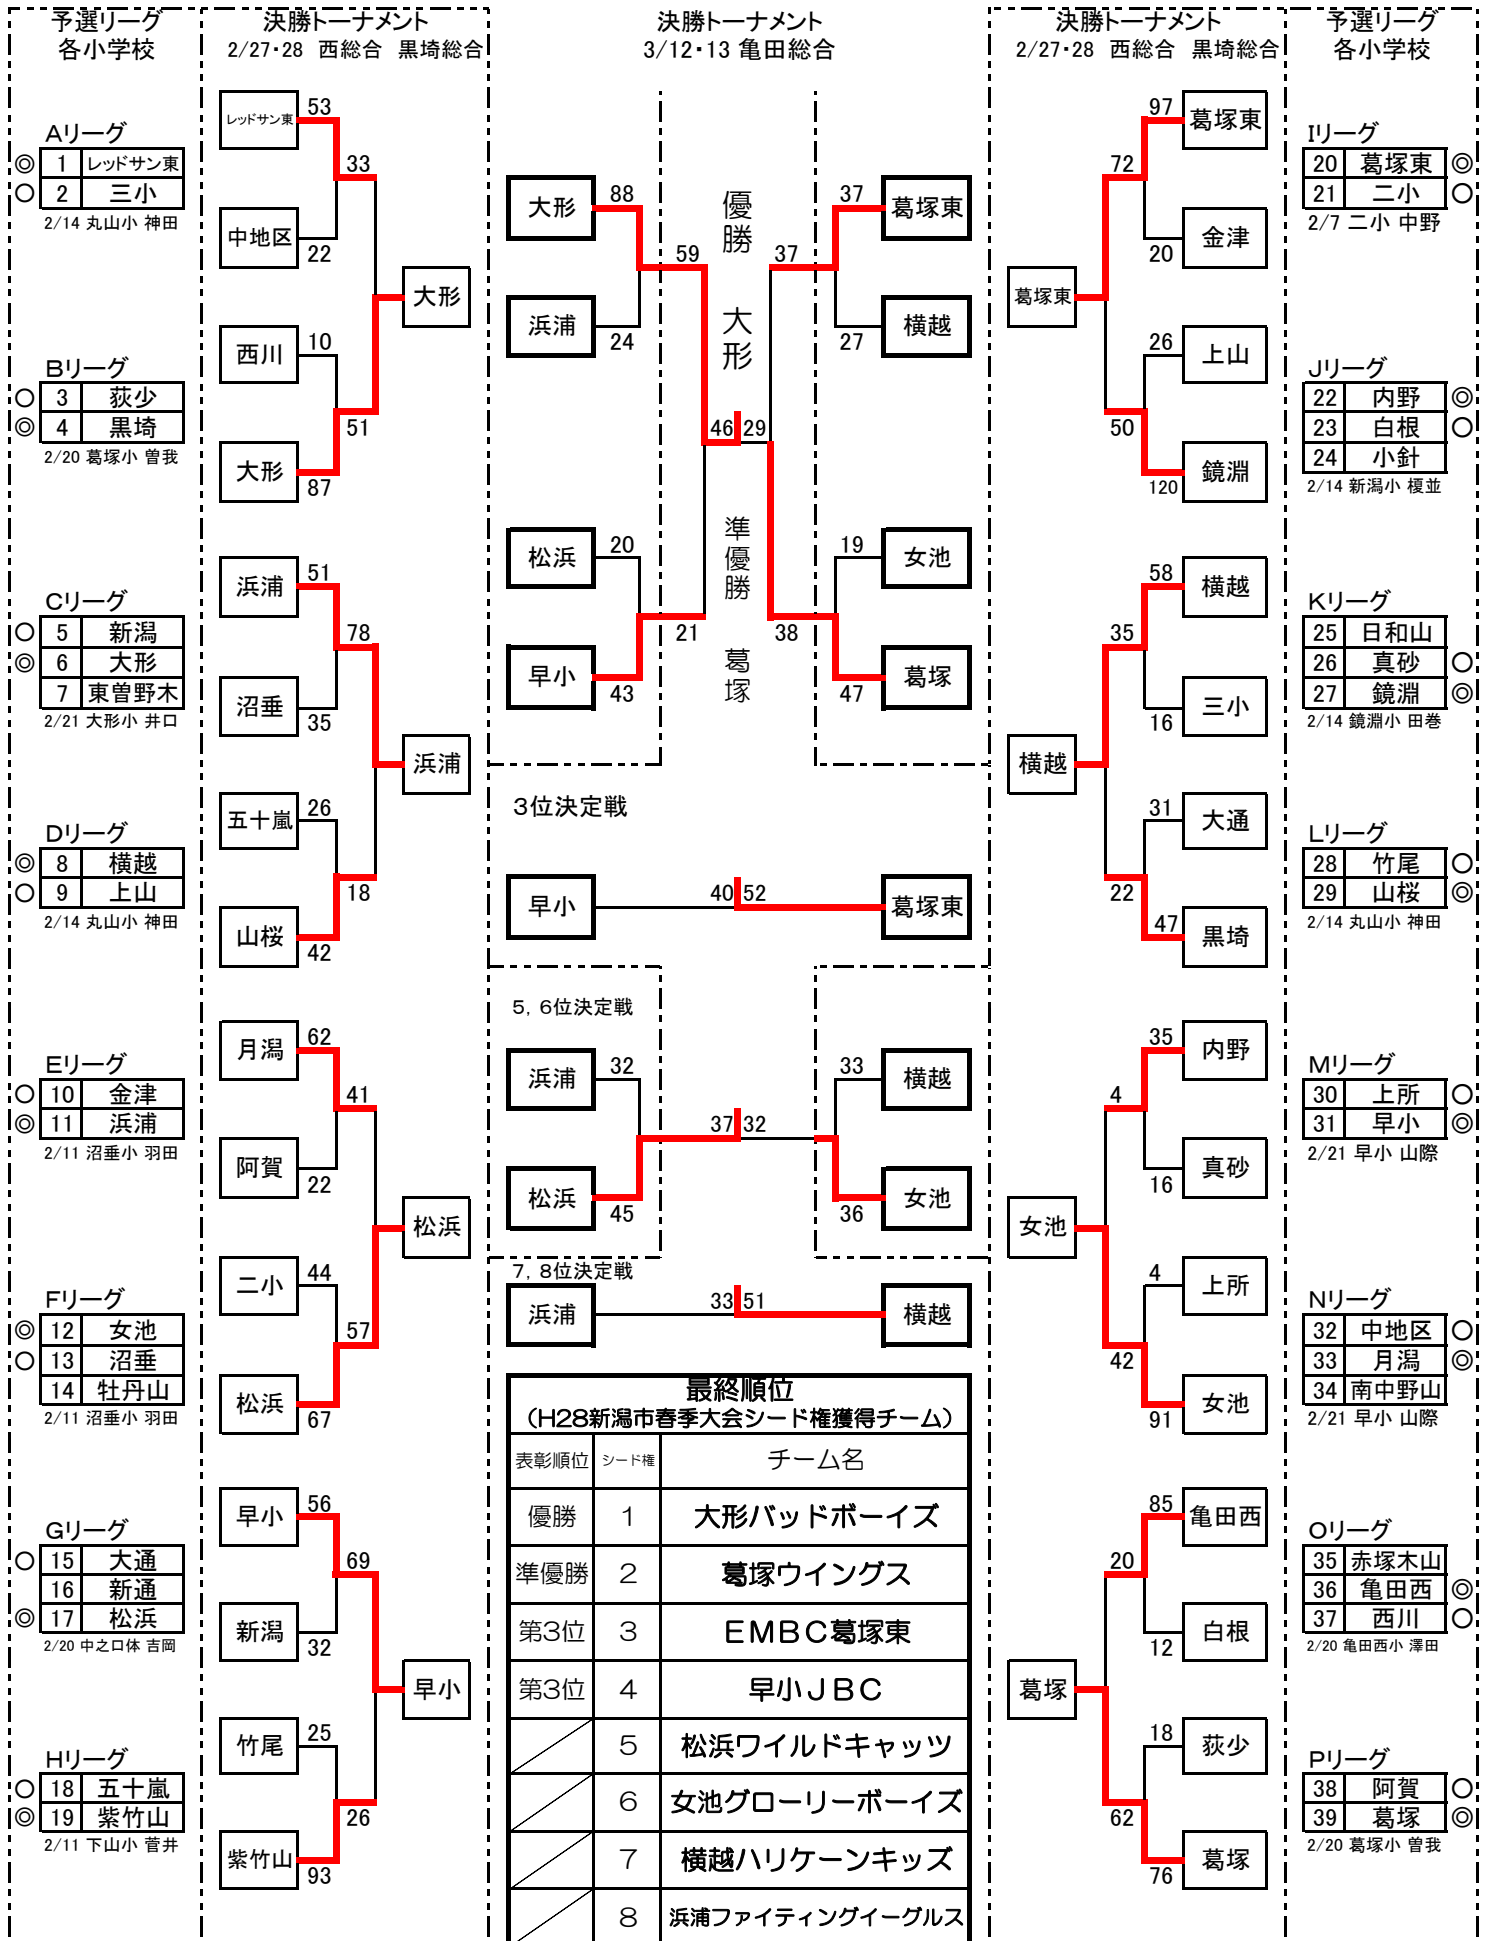 予選リーグ
各小学校
Aリーグ
◎ 1 レッドサン東
○ 2 三小
2/14 丸山小 神田
Bリーグ
○ 3 荻少
◎ 4 黒埼
2/20 葛塚小 曽我
Cリーグ
○ 5 新潟
◎ 6 大形
7 東曽野木
2/21 大形小 井口
Dリーグ
◎ 8 横越
○ 9 上山
2/14 丸山小 神田
Eリーグ
○ 10 金津
◎ 11 浜浦
2/11 沼垂小 羽田
Fリーグ
◎ 12 女池
○ 13 沼垂
14 牡丹山
2/11 沼垂小 羽田
Gリーグ
○ 15 大通
16 新通
◎ 17 松浜
2/20 中之口体 吉岡
Hリーグ
○ 18 五十嵐
◎ 19 紫竹山
2/11 下山小 菅井
決勝トーナメント
2/27・28 西総合 黒埼総合
レッドサン東 53
33
中地区 22
大形
西川 10
51
大形 87
浜浦 51
78
沼垂 35
浜浦
五十嵐 26
18
山桜 42
月潟 62
41
阿賀 22
松浜
二小 44
57
松浜 67
早小 56
69
新潟 32
早小
竹尾 25
26
紫竹山 93
決勝トーナメント
3/12・13 亀田総合
大形 88 37 葛塚東
59 37
浜浦 24 27 横越
優勝
大形
46 29
松浜 20 19 女池
21 38
早小 43 47 葛塚
準優勝
葛塚
3位決定戦
早小 40 52 葛塚東
5，6位決定戦
浜浦 32 33 横越
37 32
松浜 45 36 女池
7，8位決定戦
浜浦 33 51 横越
最終順位
（H28新潟市春季大会シード権獲得チーム）
表彰順位 シード権 チーム名
優勝 1 大形バッドボーイズ
準優勝 2 葛塚ウイングス
第3位 3 ＥＭＢＣ葛塚東
第3位 4 早小ＪＢＣ
5 松浜ワイルドキャッツ
6 女池グローリーボーイズ
7 横越ハリケーンキッズ
8 浜浦ファイティングイーグルス
決勝トーナメント
2/27・28 西総合 黒埼総合
97 葛塚東
72
20 金津
葛塚東
26 上山
50
120 鏡淵
58 横越
35
16 三小
横越
31 大通
22
47 黒埼
35 内野
4
16 真砂
女池
4 上所
42
91 女池
85 亀田西
20
12 白根
葛塚
18 荻少
62
76 葛塚
予選リーグ
各小学校
Iリーグ
20 葛塚東 ◎
21 二小 ○
2/7 二小 中野
Jリーグ
22 内野 ◎
23 白根 ○
24 小針
2/14 新潟小 榎並
Kリーグ
25 日和山
26 真砂 ○
27 鏡淵 ◎
2/14 鏡淵小 田巻
Lリーグ
28 竹尾 ○
29 山桜 ◎
2/14 丸山小 神田
Mリーグ
30 上所 ○
31 早小 ◎
2/21 早小 山際
Nリーグ
32 中地区 ○
33 月潟 ◎
34 南中野山
2/21 早小 山際
Oリーグ
35 赤塚木山
36 亀田西 ◎
37 西川 ○
2/20 亀田西小 澤田
Pリーグ
38 阿賀 ○
39 葛塚 ◎
2/20 葛塚小 曽我